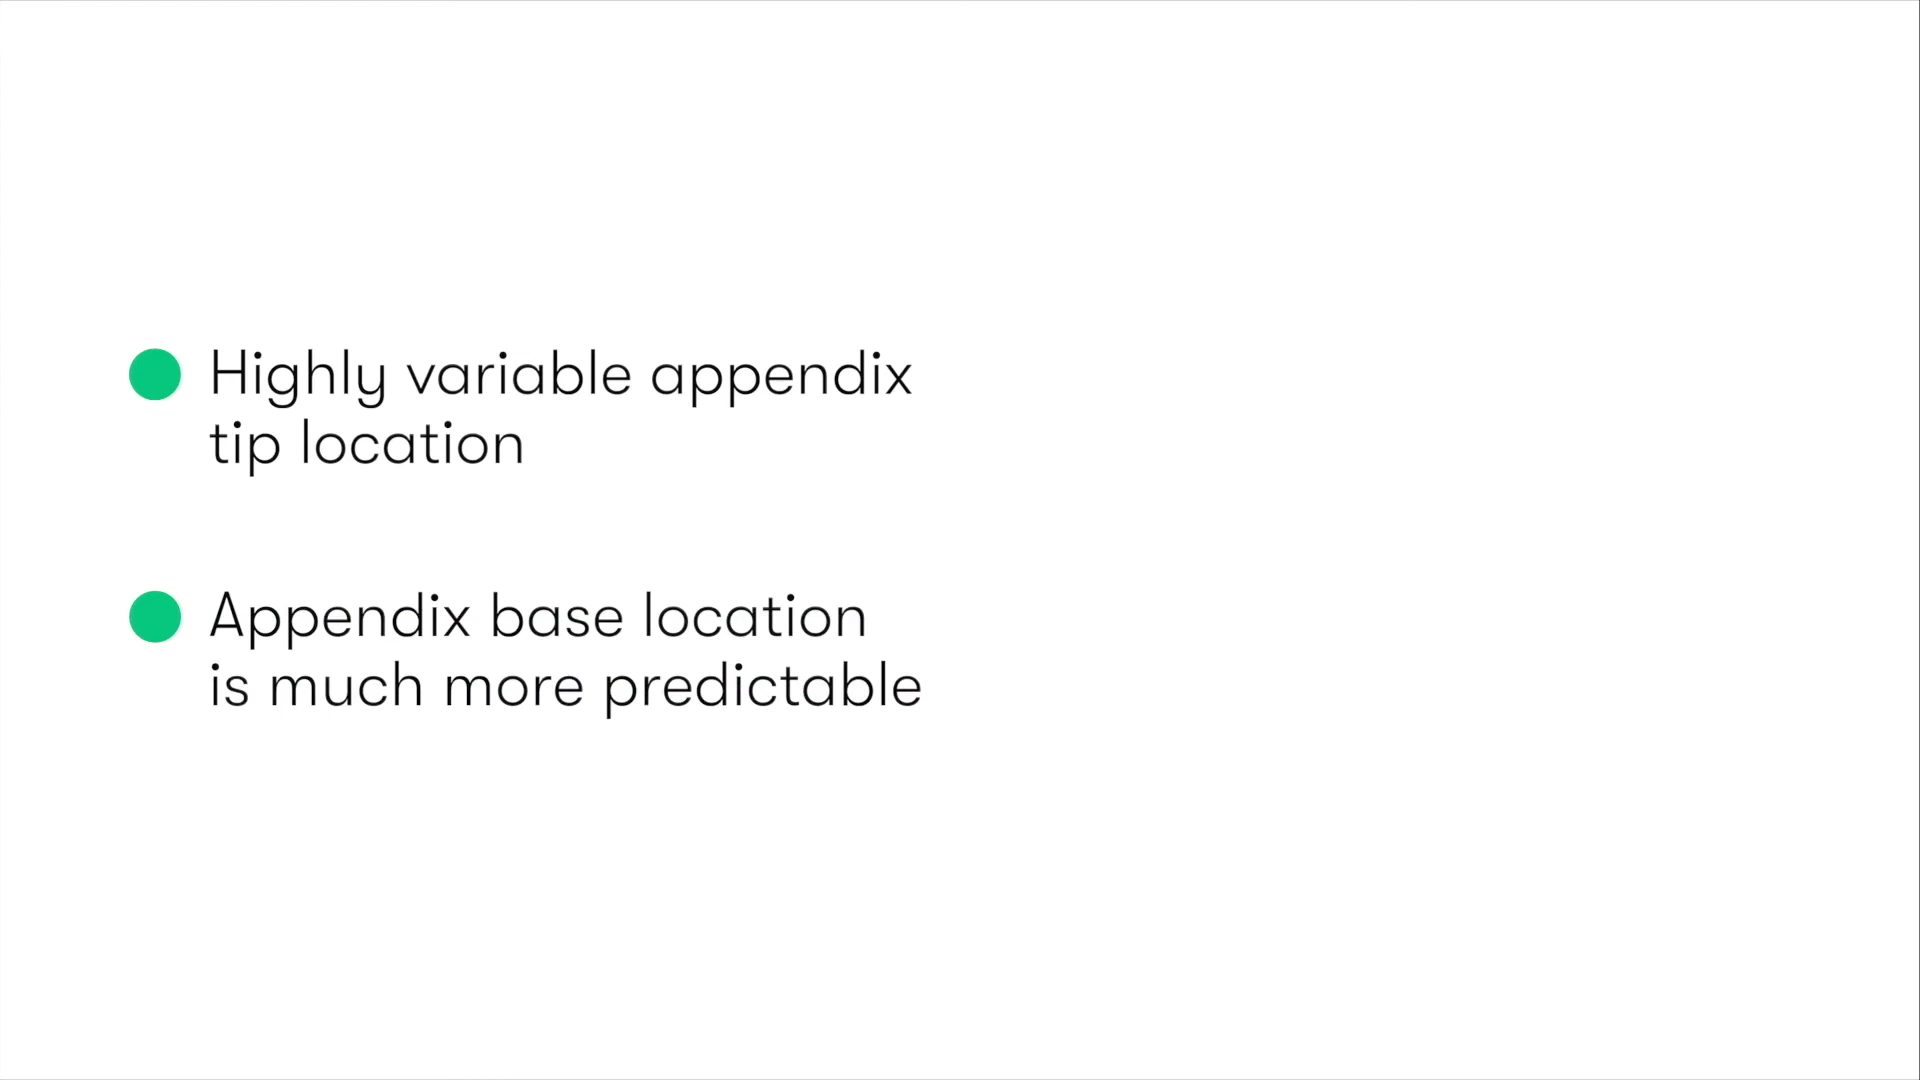 Highly variable appendix
tip location
Appendix base location
is much more predictable